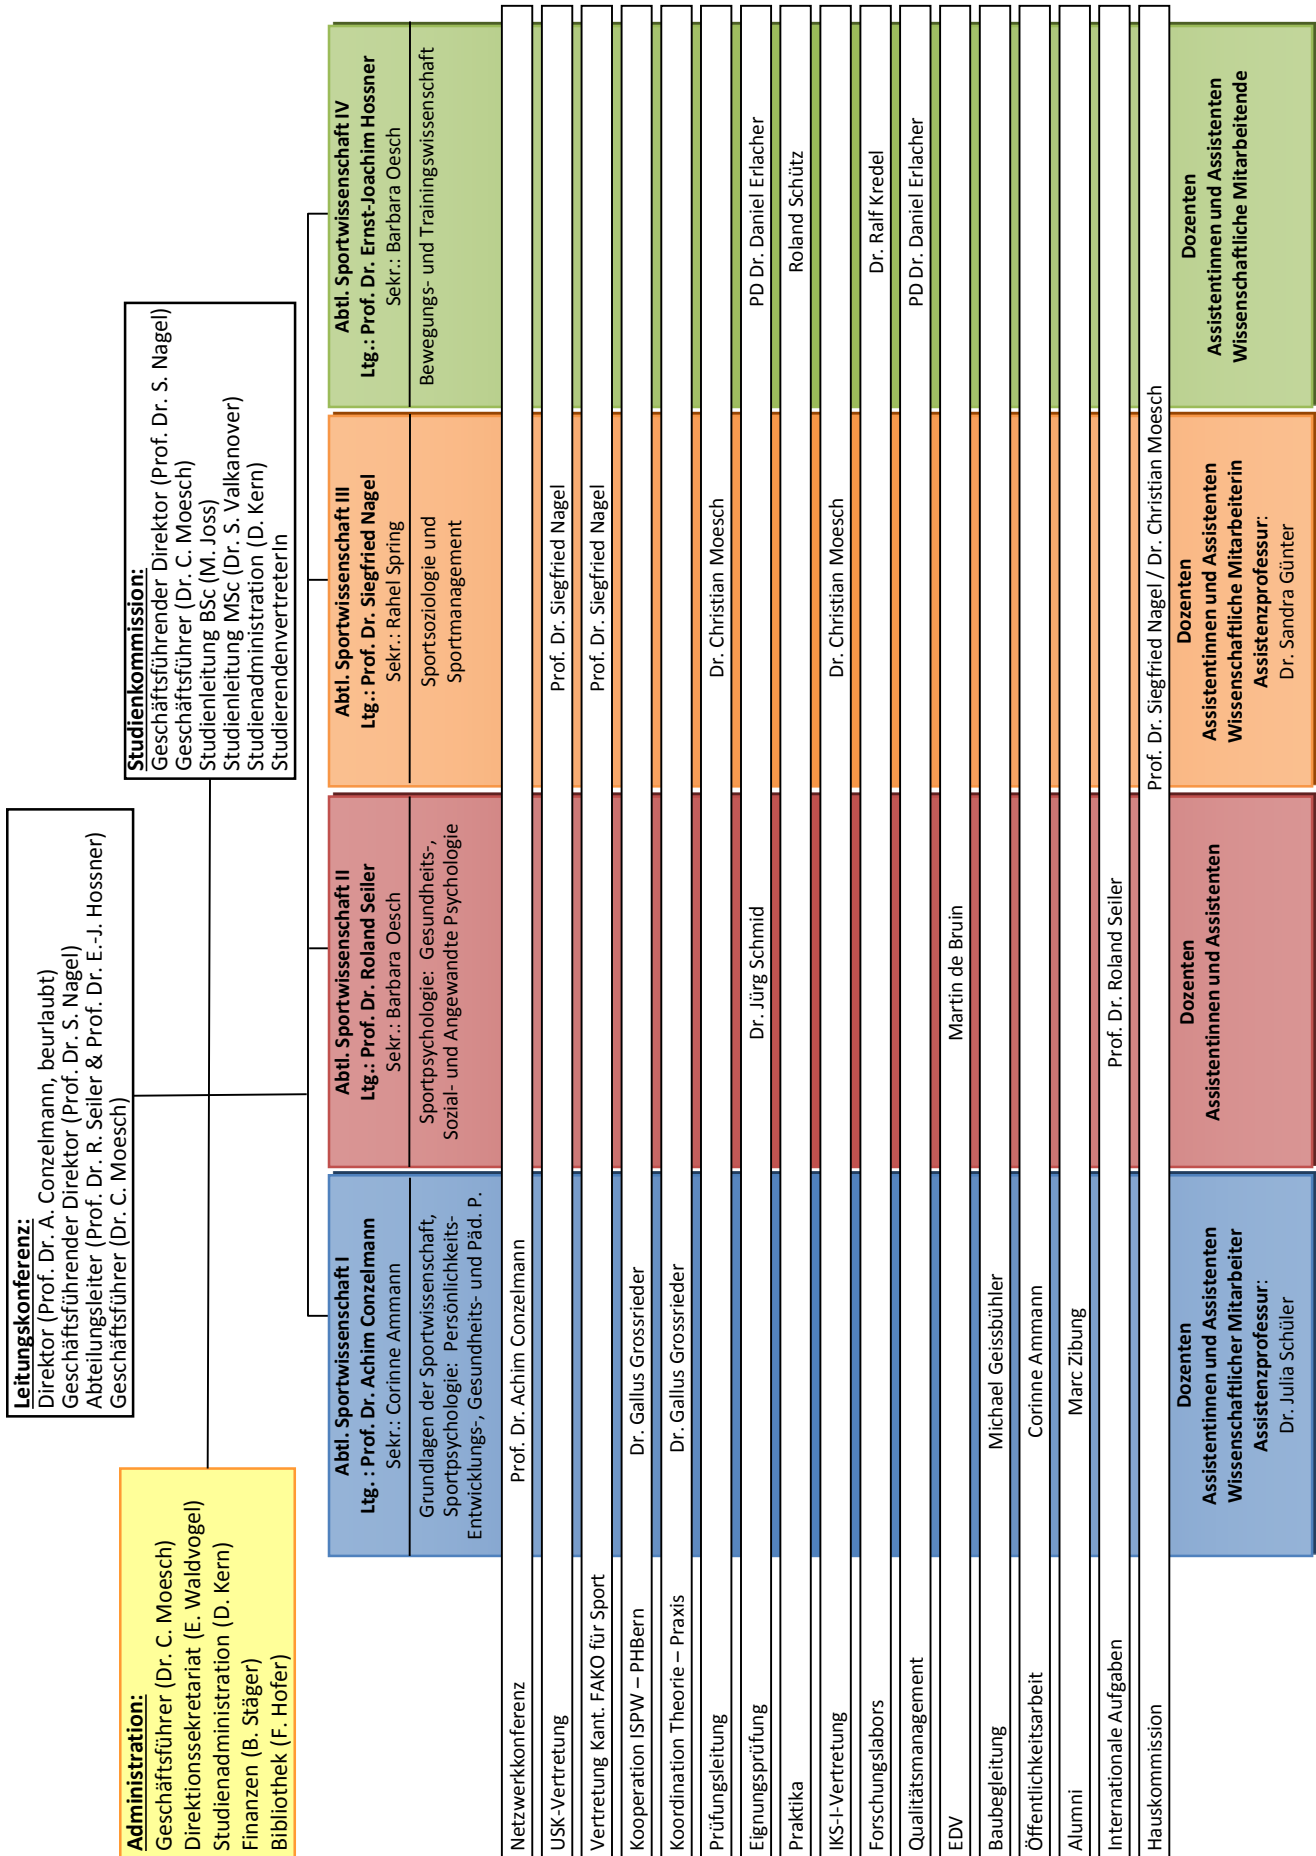 Leitungskonferenz:
Direktor (Prof. Dr. A. Conzelmann, beurlaubt)
Geschäftsführender Direktor (Prof. Dr. S. Nagel)
Abteilungsleiter (Prof. Dr. R. Seiler & Prof. Dr. E.-J. Hossner)
Geschäftsführer (Dr. C. Moesch)
Administration:
Geschäftsführer (Dr. C. Moesch)
Direktionssekretariat (E. Waldvogel)
Studienadministration (D. Kern)
Finanzen (B. Stäger)
Bibliothek (F. Hofer)
Studienkommission:
Geschäftsführender Direktor (Prof. Dr. S. Nagel)
Geschäftsführer (Dr. C. Moesch)
Studienleitung BSc (M. Joss)
Studienleitung MSc (Dr. S. Valkanover)
Studienadministration (D. Kern)
StudierendenvertreterIn
Abtl. Sportwissenschaft I
Ltg. : Prof. Dr. Achim Conzelmann
Sekr.: Corinne Ammann
Grundlagen der Sportwissenschaft,
Sportpsychologie: Persönlichkeits-
Entwicklungs-, Gesundheits- und Päd. P.
Abtl. Sportwissenschaft II
Ltg.: Prof. Dr. Roland Seiler
Sekr.: Barbara Oesch
Sportpsychologie: Gesundheits-,
Sozial- und Angewandte Psychologie
Abtl. Sportwissenschaft III
Ltg.: Prof. Dr. Siegfried Nagel
Sekr.: Rahel Spring
Sportsoziologie und
Sportmanagement
Abtl. Sportwissenschaft IV
Ltg.: Prof. Dr. Ernst-Joachim Hossner
Sekr.: Barbara Oesch
Bewegungs- und Trainingswissenschaft
Netzwerkkonferenz Prof. Dr. Achim Conzelmann
USK-Vertretung Prof. Dr. Siegfried Nagel
Vertretung Kant. FAKO für Sport Prof. Dr. Siegfried Nagel
Kooperation ISPW – PHBern Dr. Gallus Grossrieder
Koordination Theorie – Praxis Dr. Gallus Grossrieder
Prüfungsleitung Dr. Christian Moesch
Eignungsprüfung Dr. Jürg Schmid PD Dr. Daniel Erlacher
Praktika Roland Schütz
IKS-I-Vertretung Dr. Christian Moesch
Forschungslabors Dr. Ralf Kredel
Qualitätsmanagement PD Dr. Daniel Erlacher
EDV Martin de Bruin
Baubegleitung Michael Geissbühler
Öffentlichkeitsarbeit Corinne Ammann
Alumni Marc Zibung
Internationale Aufgaben Prof. Dr. Roland Seiler
Hauskommission Prof. Dr. Siegfried Nagel / Dr. Christian Moesch
Dozenten
Assistentinnen und Assistenten
Wissenschaftlicher Mitarbeiter
Assistenzprofessur:
Dr. Julia Schüler
Dozenten
Assistentinnen und Assistenten
Dozenten
Assistentinnen und Assistenten
Wissenschaftliche Mitarbeiterin
Assistenzprofessur:
Dr. Sandra Günter
Dozenten
Assistentinnen und Assistenten
Wissenschaftliche Mitarbeitende